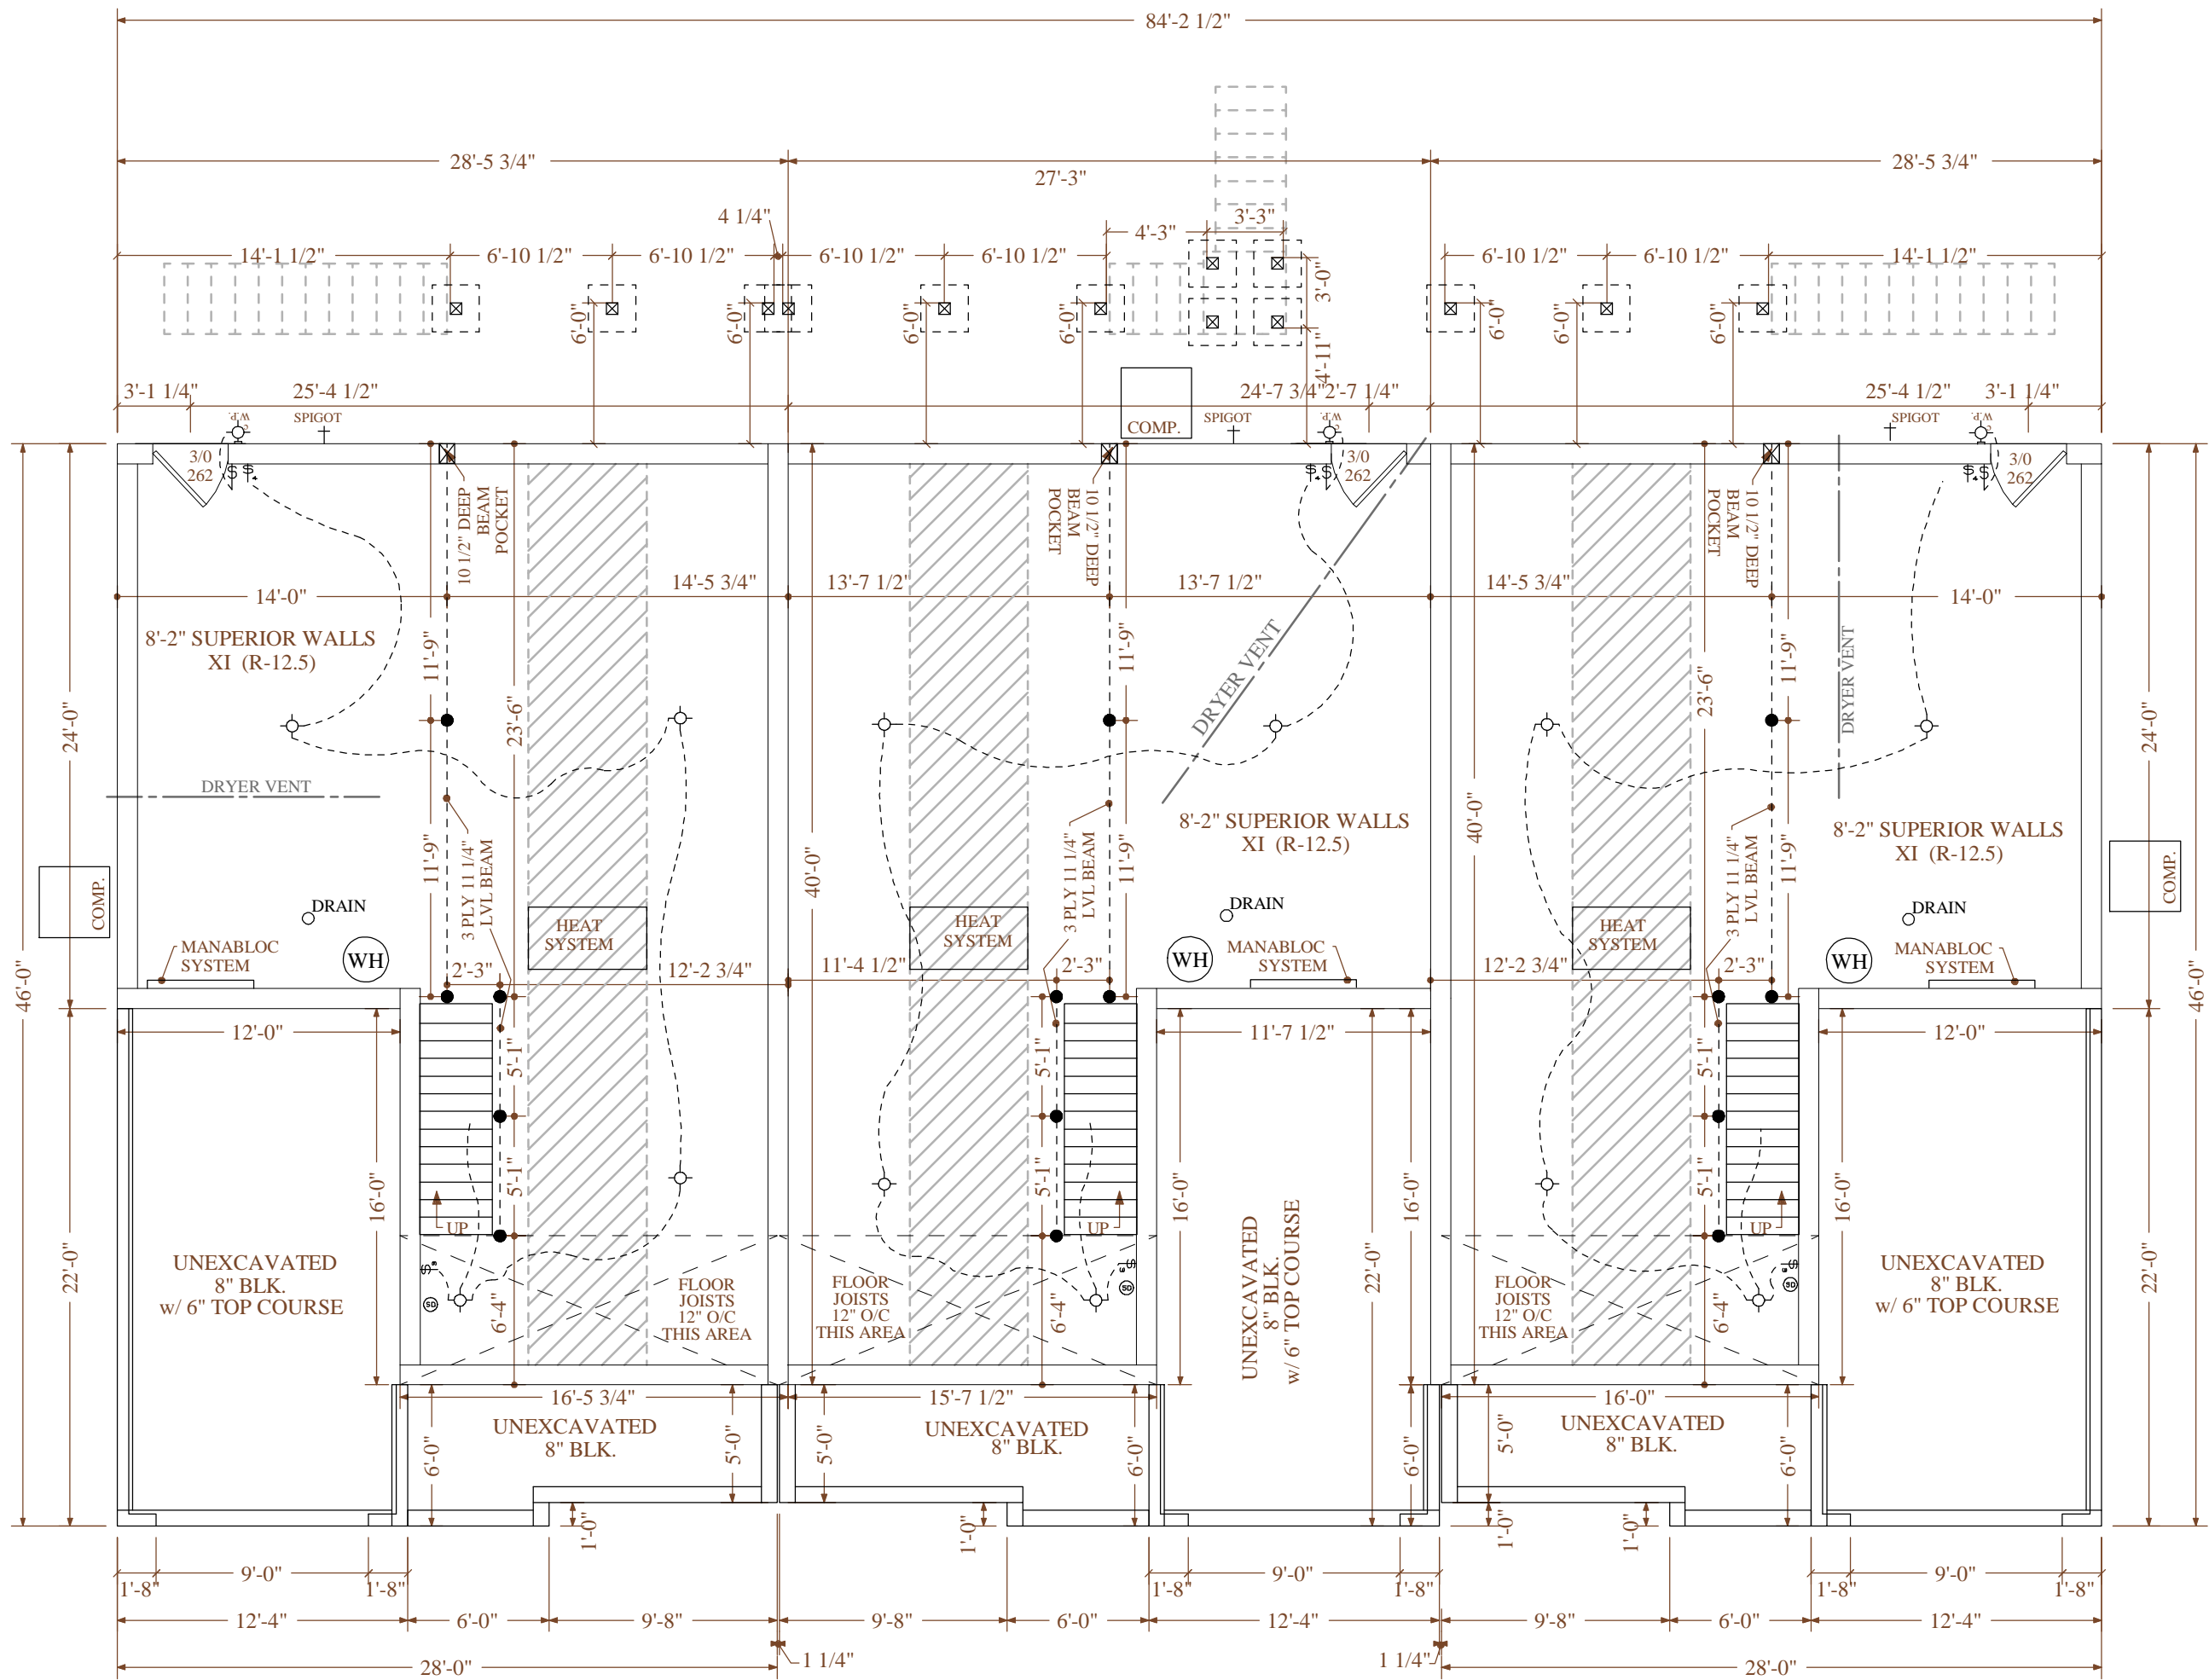 84'-2 1/2"
28'-5 3/4"
27'-3"
28'-5 3/4"
4 1/4"
4'-3"
3'-3"
14'-1 1/2"
6'-10 1/2"
6'-10 1/2"
6'-10 1/2"
6'-10 1/2"
6'-10 1/2"
6'-10 1/2"
14'-1 1/2"
3'-0"
6'-0"
6'-0"
6'-0"
6'-0"
6'-0"
6'-0"
6'-0"
4'-11"
3'-1 1/4"
25'-4 1/2"
24'-7 3/4"
2'-7 1/4"
25'-4 1/2"
3'-1 1/4"
W.P.
SPIGOT
COMP.
SPIGOT
W.P.
SPIGOT
W.P.
3/0
262
3/0
262
3/0
262
10 1/2" DEEP
BEAM
POCKET
10 1/2" DEEP
BEAM
POCKET
10 1/2" DEEP
BEAM
POCKET
14'-0"
14'-5 3/4"
13'-7 1/2"
13'-7 1/2"
14'-5 3/4"
14'-0"
8'-2" SUPERIOR WALLS
XI (R-12.5)
11'-9"
23'-6"
11'-9"
23'-6"
11'-9"
DRYER VENT
DRYER VENT
DRYER VENT
24'-0"
24'-0"
8'-2" SUPERIOR WALLS
XI (R-12.5)
8'-2" SUPERIOR WALLS
XI (R-12.5)
11'-9"
3 PLY 11 1/4"
LVL BEAM
40'-0"
3 PLY 11 1/4"
LVL BEAM
11'-9"
40'-0"
3 PLY 11 1/4"
LVL BEAM
11'-9"
COMP.
COMP.
DRAIN
DRAIN
DRAIN
HEAT
SYSTEM
HEAT
SYSTEM
HEAT
SYSTEM
MANABLOC
SYSTEM
WH
WH
MANABLOC
SYSTEM
WH
MANABLOC
SYSTEM
46'-0"
46'-0"
2'-3"
12'-2 3/4"
11'-4 1/2"
2'-3"
12'-2 3/4"
2'-3"
12'-0"
11'-7 1/2"
12'-0"
5'-1"
5'-1"
5'-1"
5'-1"
5'-1"
5'-1"
16'-0"
16'-0"
16'-0"
16'-0"
UP
UP
UP
22'-0"
22'-0"
22'-0"
UNEXCAVATED
8" BLK.
w/ 6" TOP COURSE
UNEXCAVATED
8" BLK.
w/ 6" TOP COURSE
UNEXCAVATED
8" BLK.
w/ 6" TOP COURSE
SD
SD
SD
6'-4"
6'-4"
6'-4"
FLOOR
JOISTS
12" O/C
THIS AREA
FLOOR
JOISTS
12" O/C
THIS AREA
FLOOR
JOISTS
12" O/C
THIS AREA
16'-5 3/4"
15'-7 1/2"
16'-0"
UNEXCAVATED
8" BLK.
UNEXCAVATED
8" BLK.
UNEXCAVATED
8" BLK.
6'-0"
5'-0"
5'-0"
6'-0"
6'-0"
5'-0"
6'-0"
1'-0"
1'-0"
1'-0"
1'-0"
1'-8"
9'-0"
1'-8"
1'-8"
9'-0"
1'-8"
1'-8"
9'-0"
1'-8"
12'-4"
6'-0"
9'-8"
9'-8"
6'-0"
12'-4"
9'-8"
6'-0"
12'-4"
28'-0"
1 1/4"
1 1/4"
28'-0"